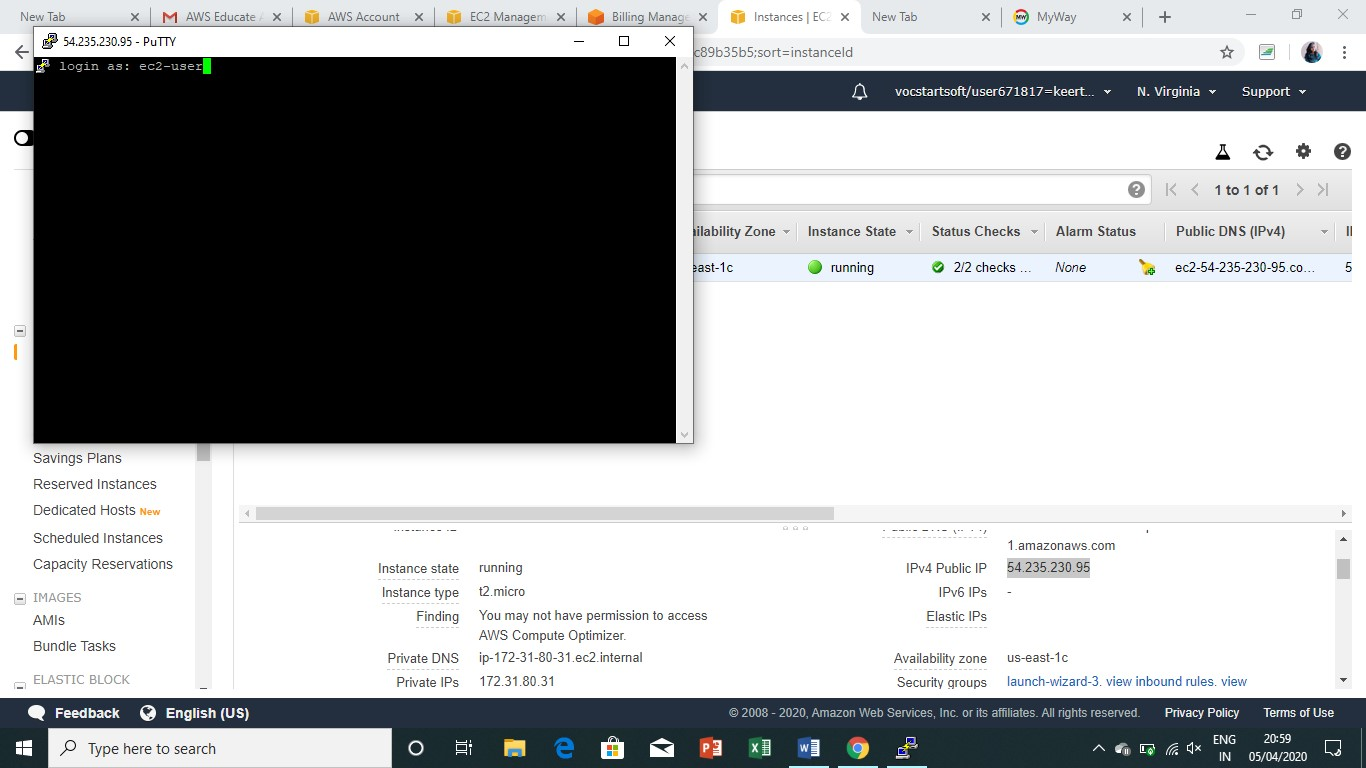 New Tab
AWS Educate
AWS Account
EC2 Managem
Billing Manage
Instances | EC2
New Tab
MyWay
54.235.230.95 - PuTTY
c89b35b5;sort=instanceId
login as: ec2-user
vocstartsoft/user671817=keert...
N. Virginia
Support
1 to 1 of 1
ailability Zone
Instance State
Status Checks
Alarm Status
Public DNS (IPv4)
east-1c
running
2/2 checks ...
None
ec2-54-235-230-95.co...
5
Savings Plans
Reserved Instances
Dedicated Hosts New
Scheduled Instances
Capacity Reservations
IMAGES
AMIs
Bundle Tasks
ELASTIC BLOCK
1.amazonaws.com
Instance state running
IPv4 Public IP 54.235.230.95
Instance type t2.micro
IPv6 IPs -
Finding You may not have permission to access
AWS Compute Optimizer.
Elastic IPs
Private DNS ip-172-31-80-31.ec2.internal
Availability zone us-east-1c
Private IPs 172.31.80.31
Security groups launch-wizard-3. view inbound rules. view
Feedback
English (US)
© 2008 - 2020, Amazon Web Services, Inc. or its affiliates. All rights reserved.
Privacy Policy
Terms of Use
Type here to search
ENG
IN
20:59
05/04/2020